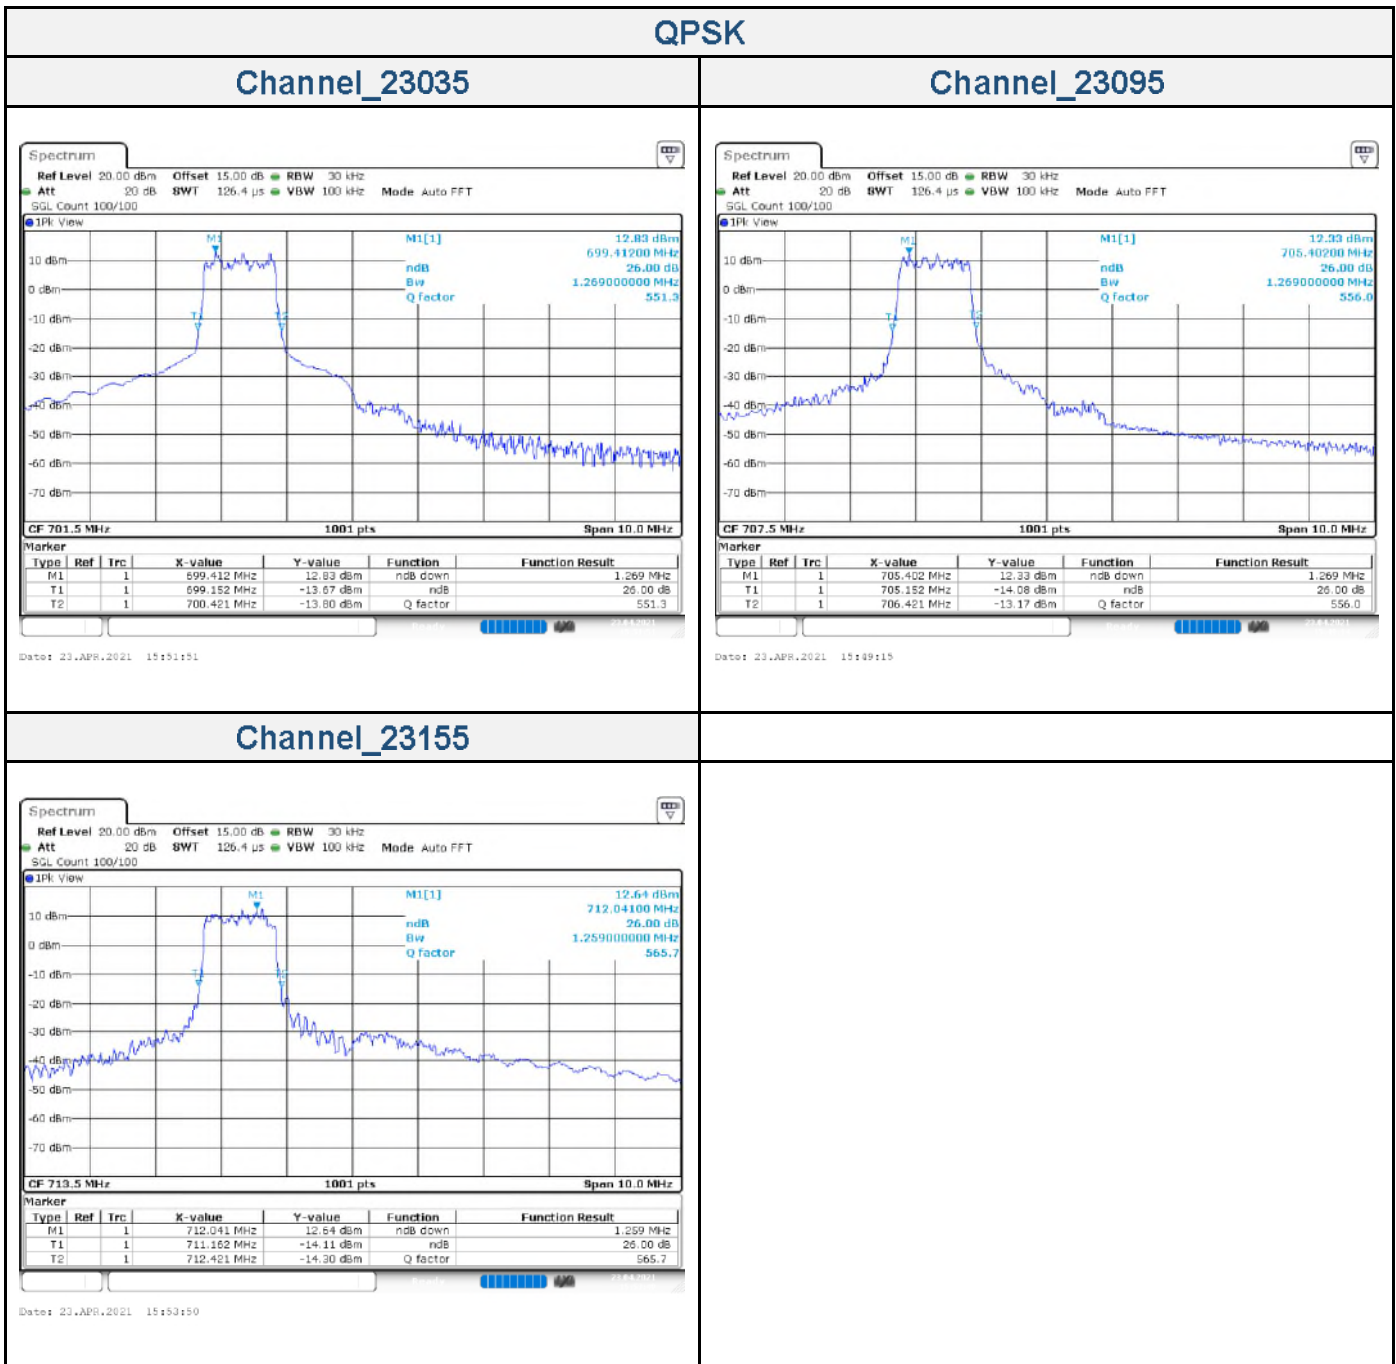 QPSK
Channel_23035
Channel_23095
Spectrum
Ref Level 20.00 dBm Offset 15.00 dB RBW 30 kHz
Att 20 dB SWT 126.4 µs VBW 100 kHz Mode Auto FFT
SGL Count 100/100
1Pk View
M1
M1[1] 12.83 dBm
699.41200 MHz
10 dBm
ndB 26.00 dB
0 dBm
Bw 1.269000000 MHz
Q factor 551.3
-10 dBm
-20 dBm
-30 dBm
-40 dBm
-50 dBm
-60 dBm
-70 dBm
CF 701.5 MHz 1001 pts Span 10.0 MHz
Marker
Type Ref Trc X-value Y-value Function Function Result
M1 1 699.412 MHz 12.83 dBm ndB down 1.269 MHz
T1 1 699.152 MHz -13.67 dBm ndB 26.00 dB
T2 1 700.421 MHz -13.80 dBm Q factor 551.3
Date: 23.APR.2021 15:51:51
Spectrum
Ref Level 20.00 dBm Offset 15.00 dB RBW 30 kHz
Att 20 dB SWT 126.4 µs VBW 100 kHz Mode Auto FFT
SGL Count 100/100
1Pk View
M1
M1[1] 12.33 dBm
705.40200 MHz
10 dBm
ndB 26.00 dB
0 dBm
Bw 1.269000000 MHz
Q factor 556.0
-10 dBm
-20 dBm
-30 dBm
-40 dBm
-50 dBm
-60 dBm
-70 dBm
CF 707.5 MHz 1001 pts Span 10.0 MHz
Marker
Type Ref Trc X-value Y-value Function Function Result
M1 1 705.402 MHz 12.33 dBm ndB down 1.269 MHz
T1 1 705.152 MHz -14.08 dBm ndB 26.00 dB
T2 1 706.421 MHz -13.17 dBm Q factor 556.0
Date: 23.APR.2021 15:49:15
Channel_23155
Spectrum
Ref Level 20.00 dBm Offset 15.00 dB RBW 30 kHz
Att 20 dB SWT 126.4 µs VBW 100 kHz Mode Auto FFT
SGL Count 100/100
1Pk View
M1
M1[1] 12.64 dBm
712.04100 MHz
10 dBm
ndB 26.00 dB
0 dBm
Bw 1.259000000 MHz
Q factor 565.7
-10 dBm
-20 dBm
-30 dBm
-40 dBm
-50 dBm
-60 dBm
-70 dBm
CF 713.5 MHz 1001 pts Span 10.0 MHz
Marker
Type Ref Trc X-value Y-value Function Function Result
M1 1 712.041 MHz 12.64 dBm ndB down 1.259 MHz
T1 1 711.162 MHz -14.11 dBm ndB 26.00 dB
T2 1 712.421 MHz -14.30 dBm Q factor 565.7
Date: 23.APR.2021 15:53:50